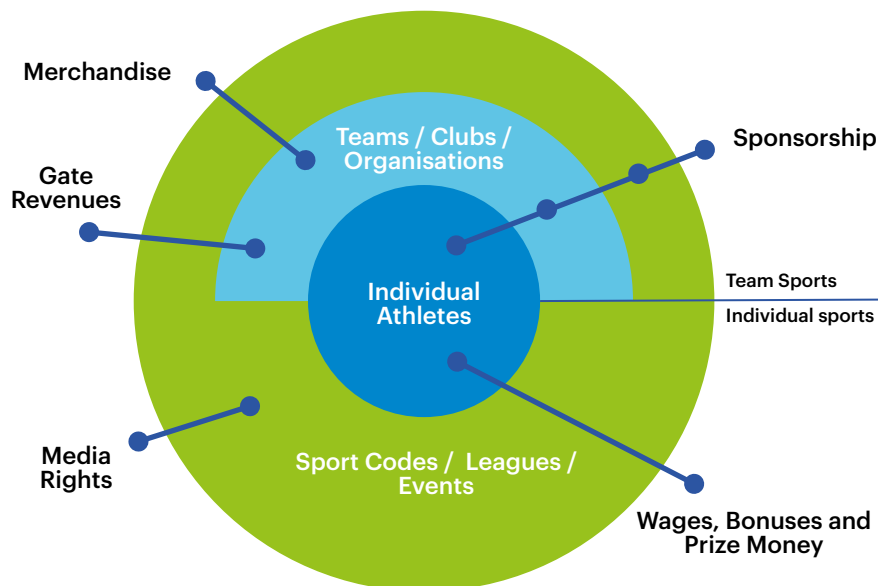 Merchandise
Teams / Clubs /
Organisations
Sponsorship
Gate
Revenues
Individual
Athletes
Team Sports
Individual sports
Media
Rights
Sport Codes / Leagues /
Events
Wages, Bonuses and
Prize Money